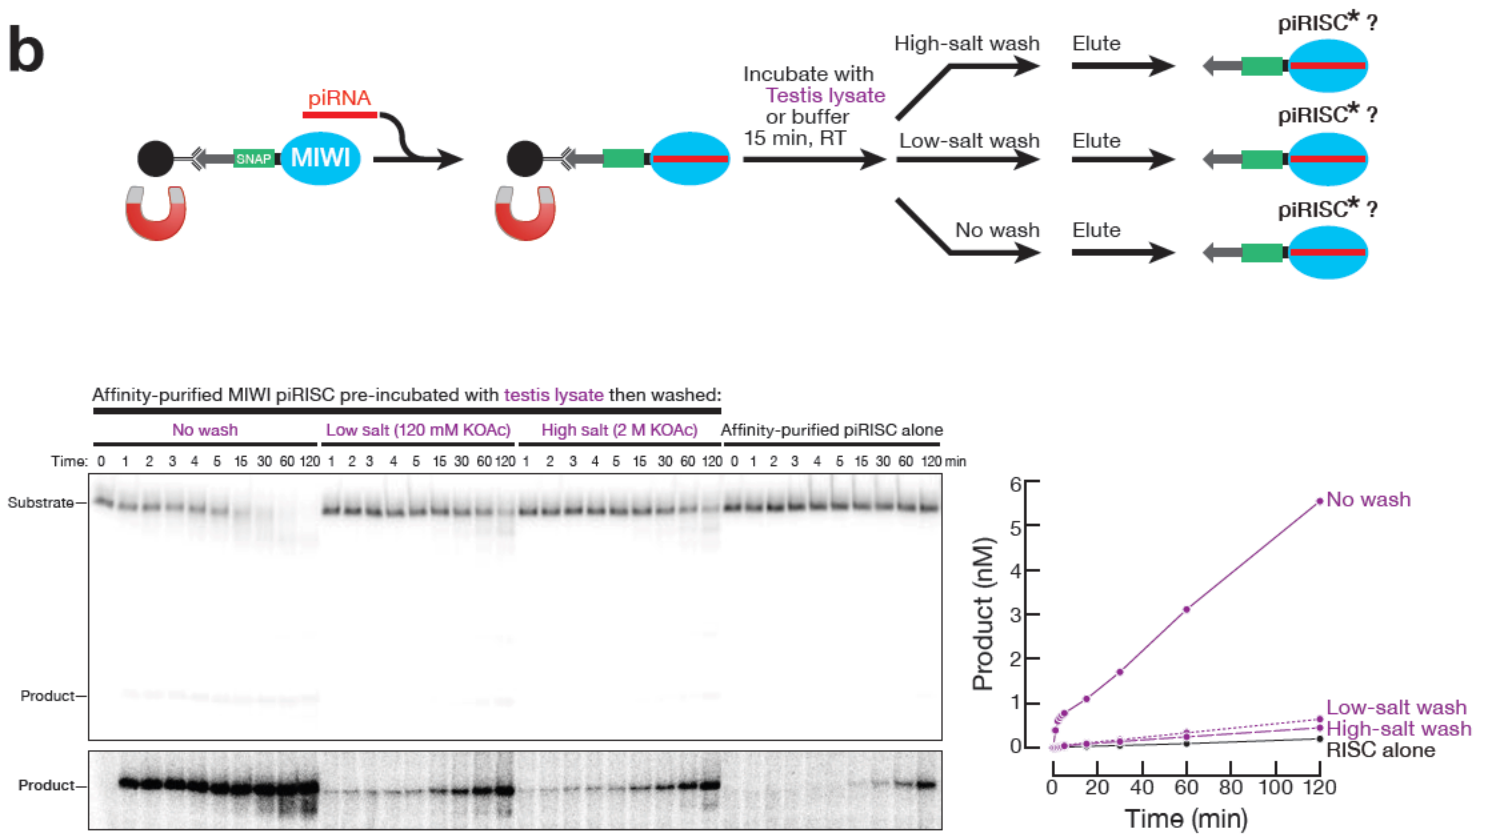 b
piRNA
SNAP
MIWI
Incubate with
Testis lysate
or buffer
15 min, RT
High-salt wash
Elute
piRISC* ?
Low-salt wash
Elute
piRISC* ?
No wash
Elute
piRISC* ?
Affinity-purified MIWI piRISC pre-incubated with testis lysate then washed:
No wash Low salt (120 mM KOAc) High salt (2 M KOAc) Affinity-purified piRISC alone
Time: 0 1 2 3 4 5 15 30 60 120 1 2 3 4 5 15 30 60 120 1 2 3 4 5 15 30 60 120 0 1 2 3 4 5 15 30 60 120 min
Substrate
Product
Product
Product (nM)
6
5
4
3
2
1
0
No wash
Low-salt wash
High-salt wash
RISC alone
0 20 40 60 80 100 120
Time (min)